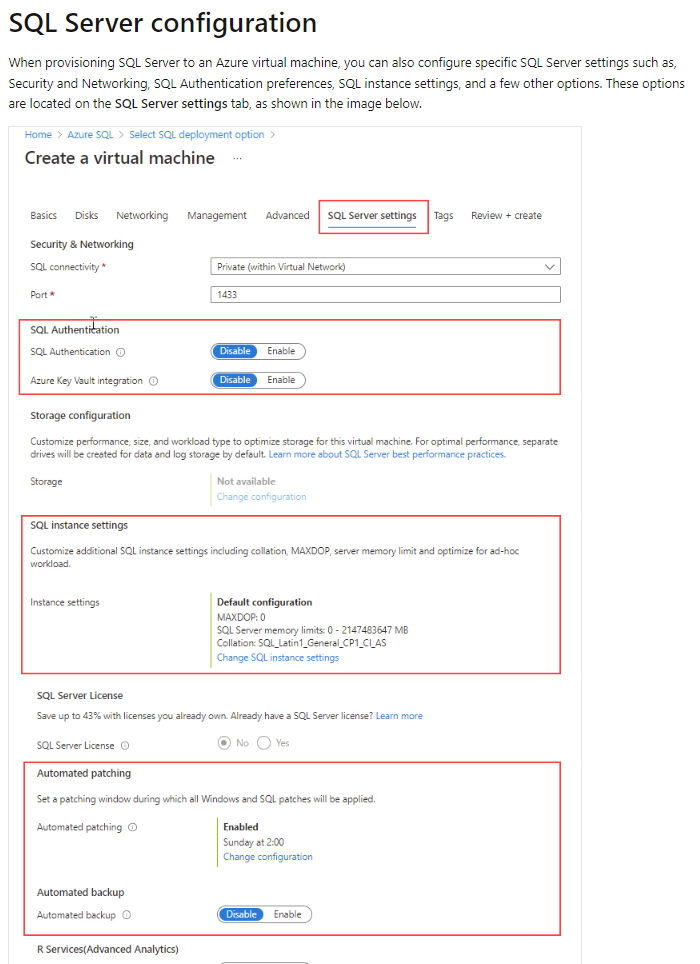 SQL Server configuration
When provisioning SQL Server to an Azure virtual machine, you can also configure specific SQL Server settings such as,
Security and Networking, SQL Authentication preferences, SQL instance settings, and a few other options. These options
are located on the SQL Server settings tab, as shown in the image below.
Home > Azure SQL > Select SQL deployment option >
Create a virtual machine ...
Basics Disks Networking Management Advanced SQL Server settings Tags Review + create
Security & Networking
SQL connectivity * Private (within Virtual Network)
Port * 1433
SQL Authentication
SQL Authentication Disable Enable
Azure Key Vault integration Disable Enable
Storage configuration
Customize performance, size, and workload type to optimize storage for this virtual machine. For optimal performance, separate
drives will be created for data and log storage by default. Learn more about SQL Server best performance practices.
Storage Not available
Change configuration
SQL instance settings
Customize additional SQL instance settings including collation, MAXDOP, server memory limit and optimize for ad-hoc
workload.
Instance settings Default configuration
MAXDOP: 0
SQL Server memory limits: 0 - 2147483647 MB
Collation: SQL_Latin1_General_CP1_CI_AS
Change SQL instance settings
SQL Server License
Save up to 43% with licenses you already own. Already have a SQL Server license? Learn more
SQL Server License No Yes
Automated patching
Set a patching window during which all Windows and SQL patches will be applied.
Automated patching Enabled
Sunday at 2:00
Change configuration
Automated backup
Automated backup Disable Enable
R Services(Advanced Analytics)